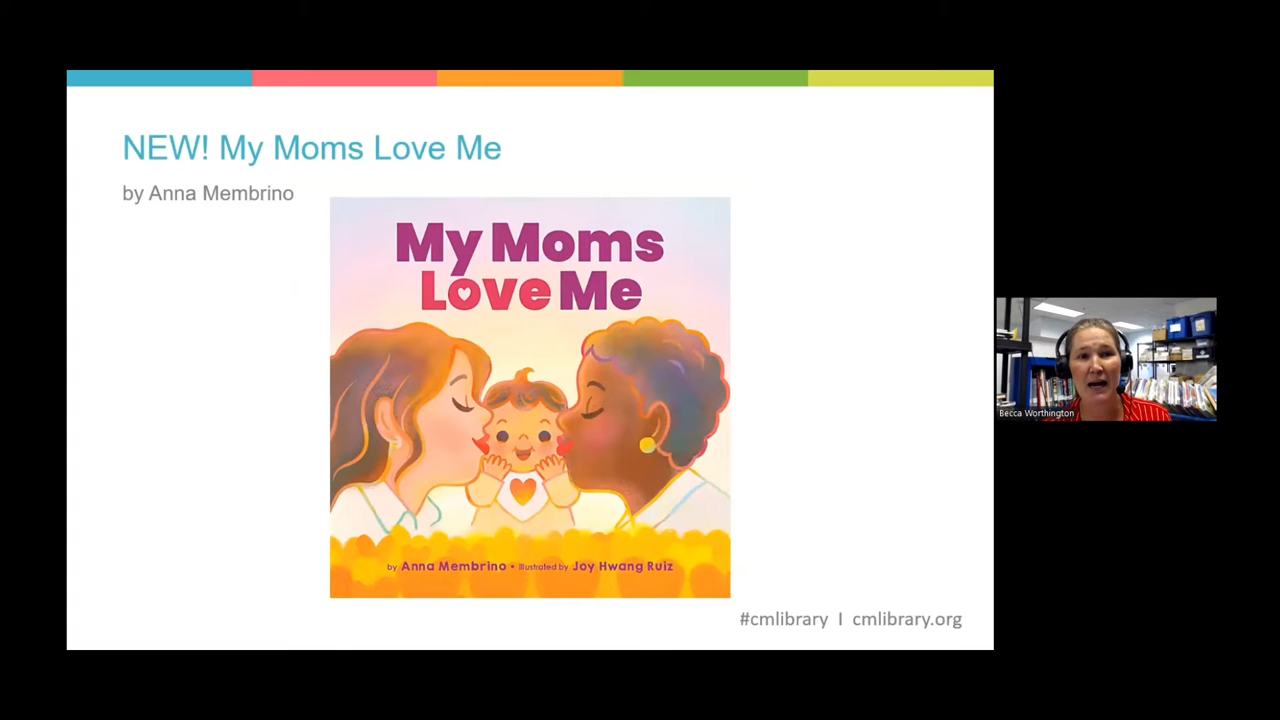 NEW! My Moms Love Me
by Anna Membrino
My Moms
Love Me
by Anna Membrino • Illustrated by Joy Hwang Ruiz
#cmlibrary I cmlibrary.org
Becca Worthington